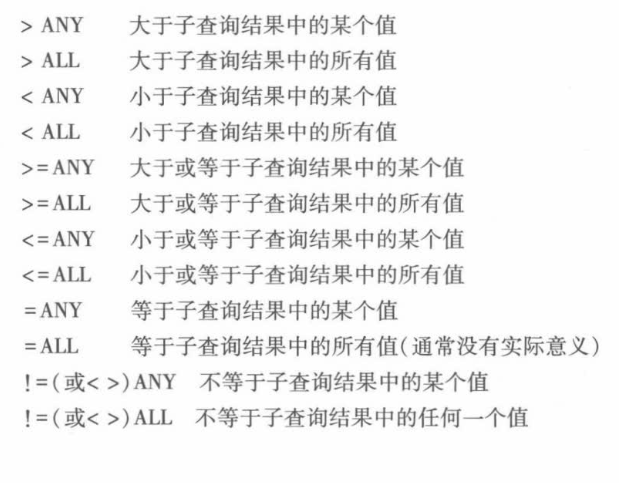 > ANY 大于子查询结果中的某个值
> ALL 大于子查询结果中的所有值
< ANY 小于子查询结果中的某个值
< ALL 小于子查询结果中的所有值
>=ANY 大于或等于子查询结果中的某个值
>=ALL 大于或等于子查询结果中的所有值
<=ANY 小于或等于子查询结果中的某个值
<=ALL 小于或等于子查询结果中的所有值
=ANY 等于子查询结果中的某个值
=ALL 等于子查询结果中的所有值(通常没有实际意义)
!=(或< >)ANY 不等于子查询结果中的某个值
!=(或< >)ALL 不等于子查询结果中的任何一个值